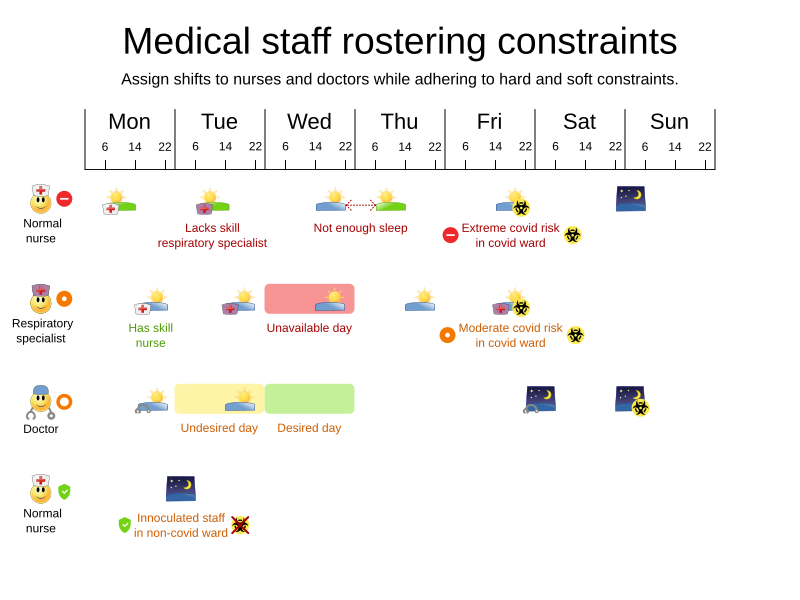 Medical staff rostering constraints
Assign shifts to nurses and doctors while adhering to hard and soft constraints.
Mon Tue Wed Thu Fri Sat Sun
6 14 22 6 14 22 6 14 22 6 14 22 6 14 22 6 14 22 6 14 22
Normal
nurse
Lacks skill
respiratory specialist
Not enough sleep
Extreme covid risk
in covid ward
Respiratory
specialist
Has skill
nurse
Unavailable day
Moderate covid risk
in covid ward
Doctor
Undesired day
Desired day
Normal
nurse
Innoculated staff
in non-covid ward